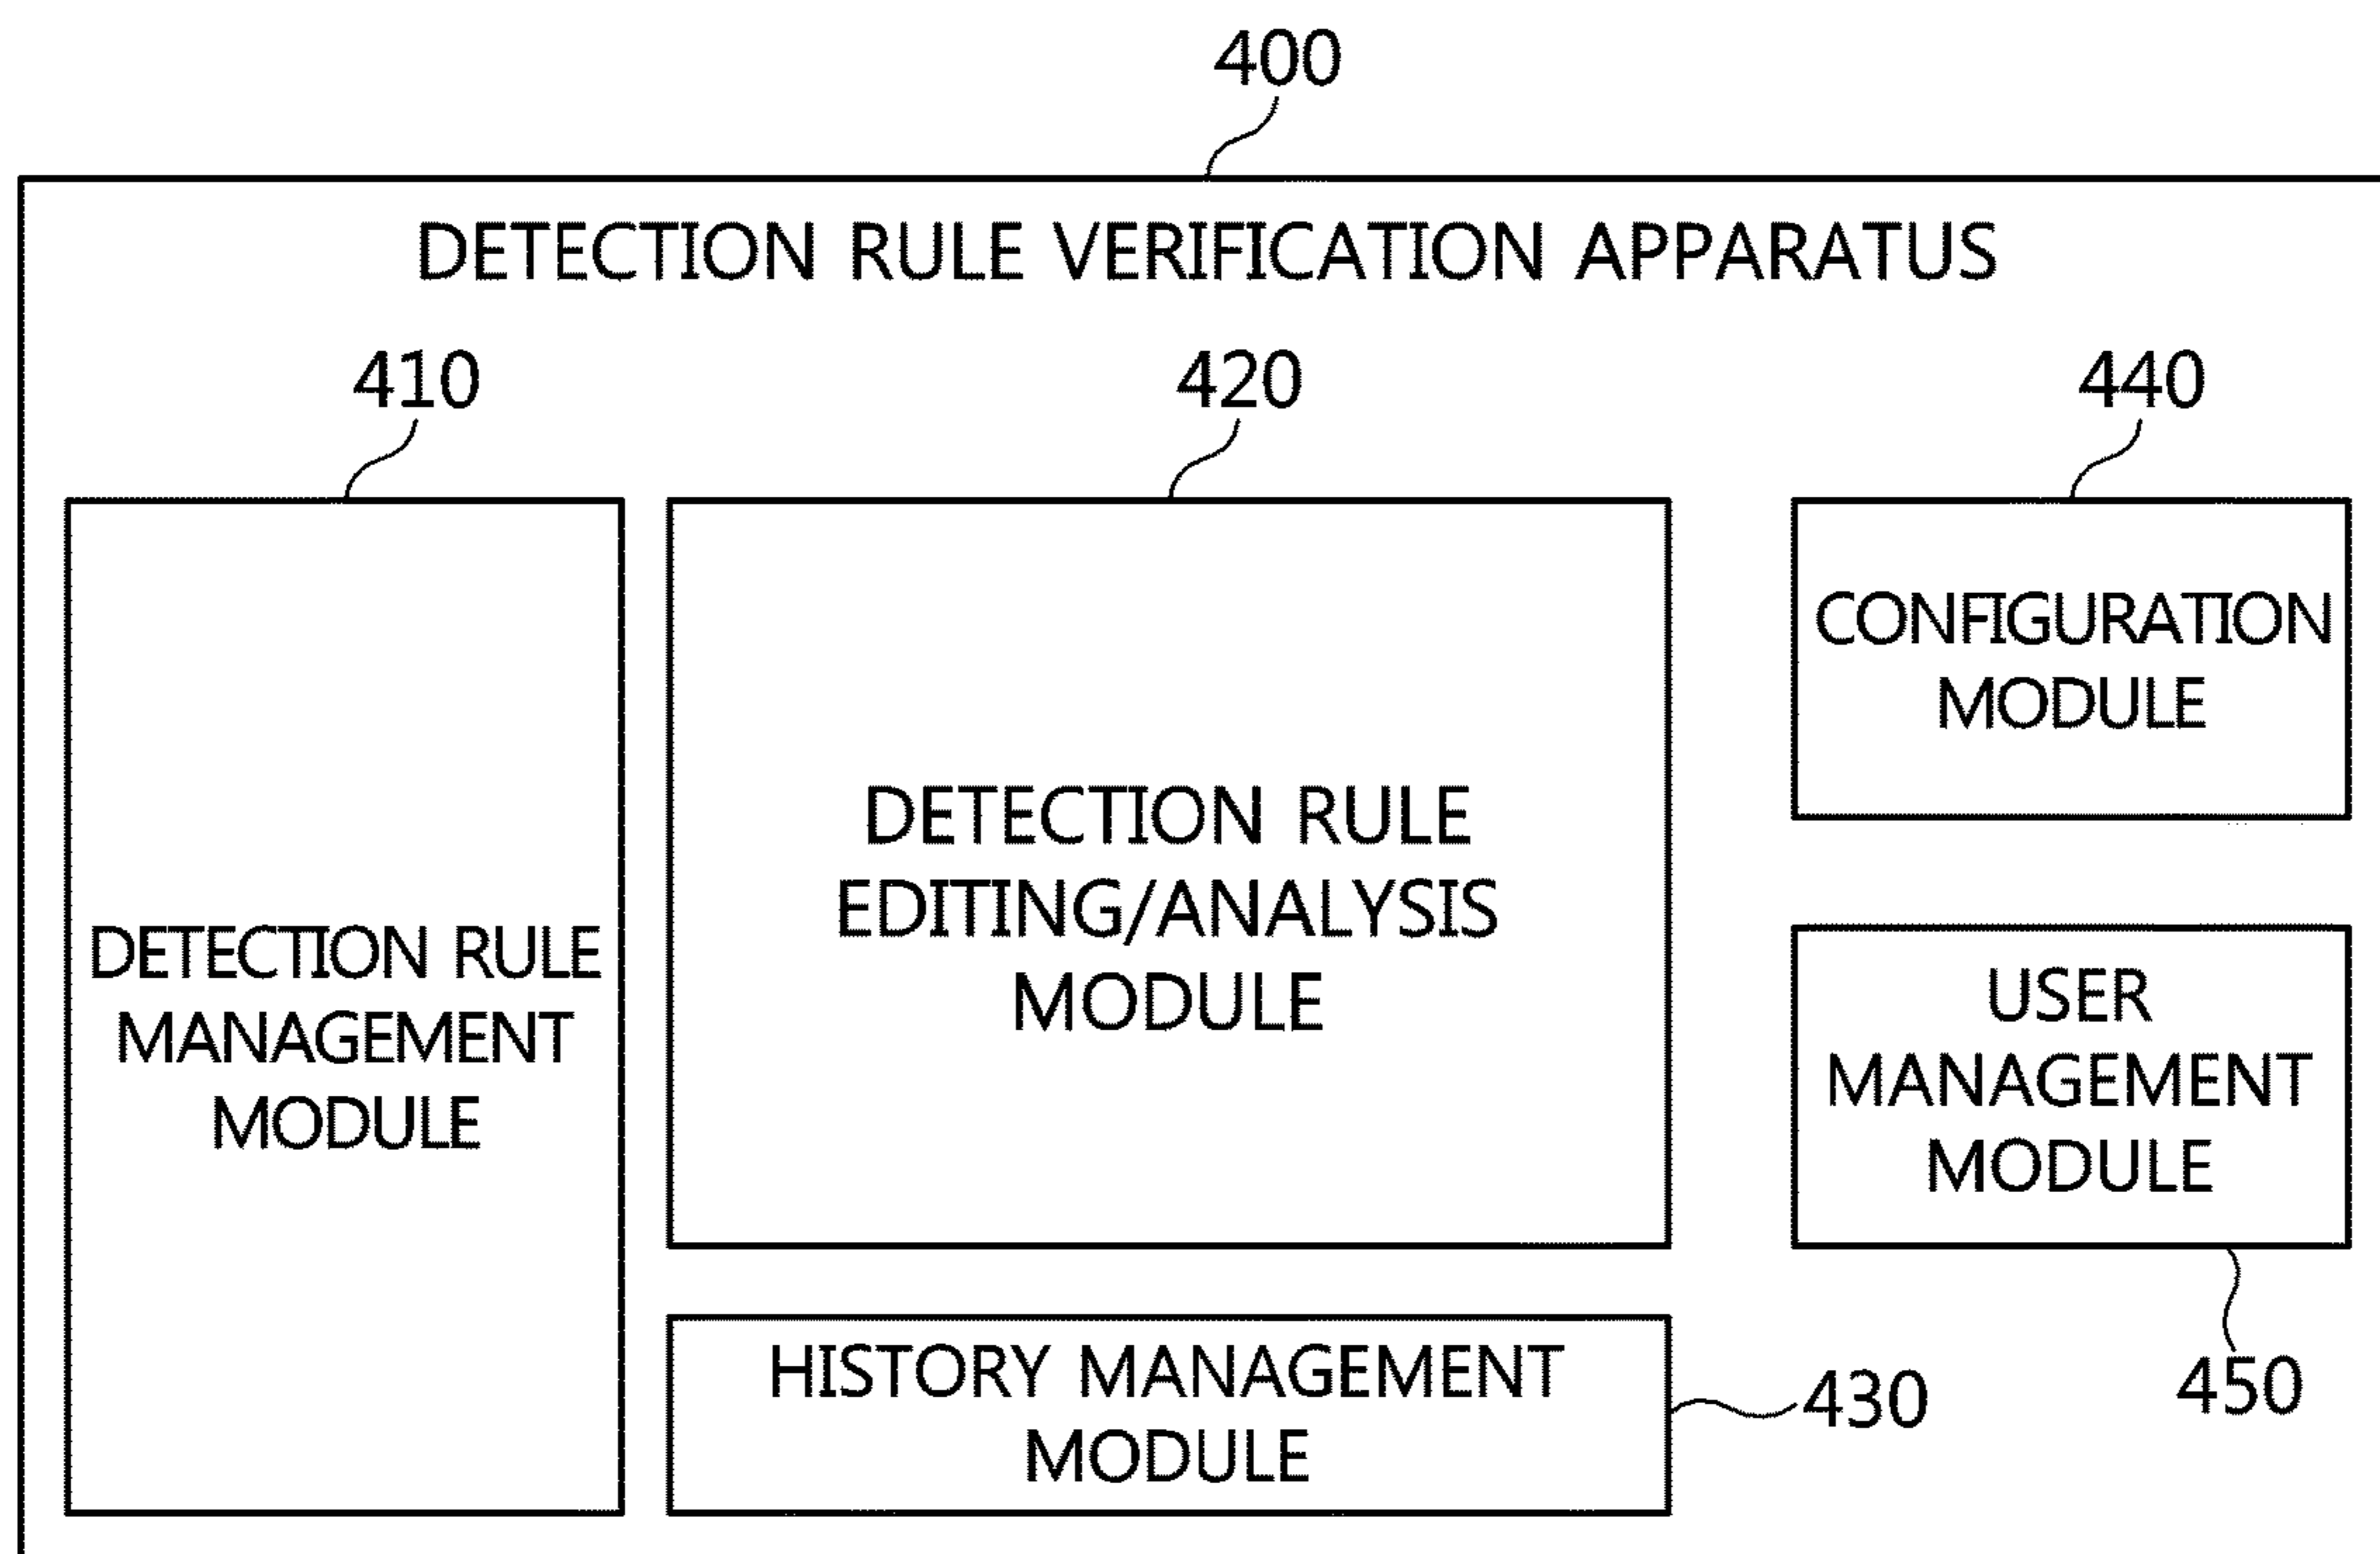 400
DETECTION RULE VERIFICATION APPARATUS
410
420
440
DETECTION RULE
MANAGEMENT
MODULE
DETECTION RULE
EDITING/ANALYSIS
MODULE
CONFIGURATION
MODULE
USER
MANAGEMENT
MODULE
HISTORY MANAGEMENT
MODULE
430
450